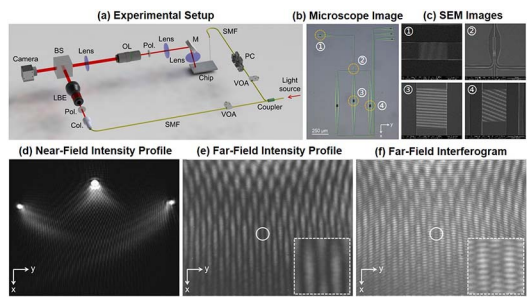 (a) Experimental Setup
SMF
M
Lens
Pol.
OL
Lens
BS
Camera
PC
Chip
VOA
Light source
LBE
Pol.
Col.
Coupler
VOA
SMF
(b) Microscope Image
①
②
③
④
200 µm
y
x
(c) SEM Images
①
②
③
④
(d) Near-Field Intensity Profile
y
x
(e) Far-Field Intensity Profile
y
x
(f) Far-Field Interferogram
y
x